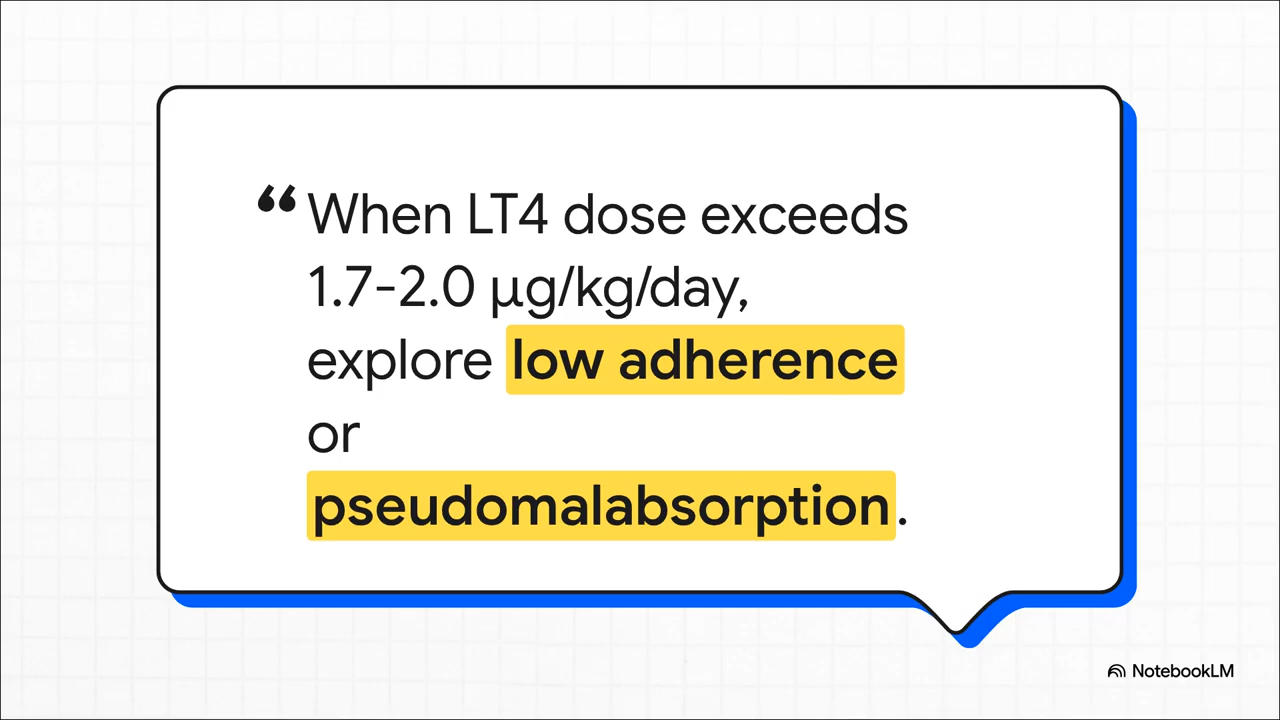 “When LT4 dose exceeds
1.7-2.0 µg/kg/day,
explore low adherence
or
pseudomalabsorption.
NotebookLM